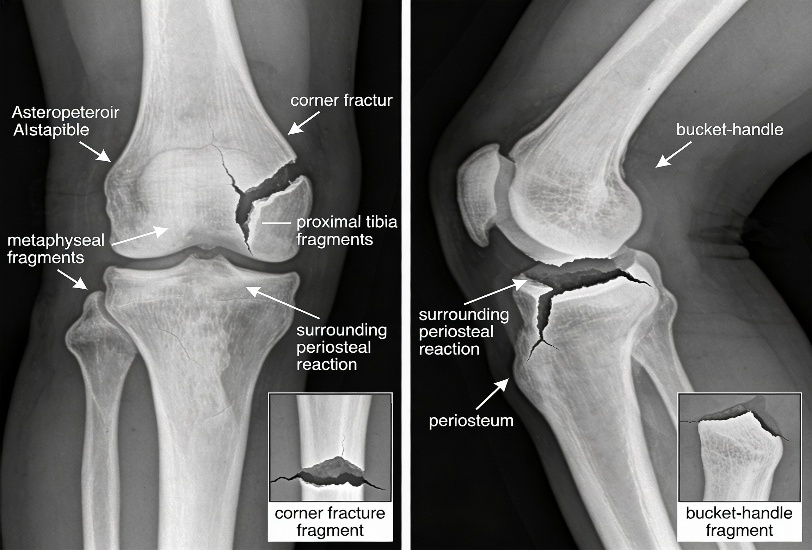 Asteropeteroir
Alstapible
corner fractur
metaphyseal
fragments
proximal tibia
fragments
surrounding
periosteal
reaction
corner fracture
fragment
bucket-handle
surrounding
periosteal
reaction
periosteum
bucket-handle
fragment